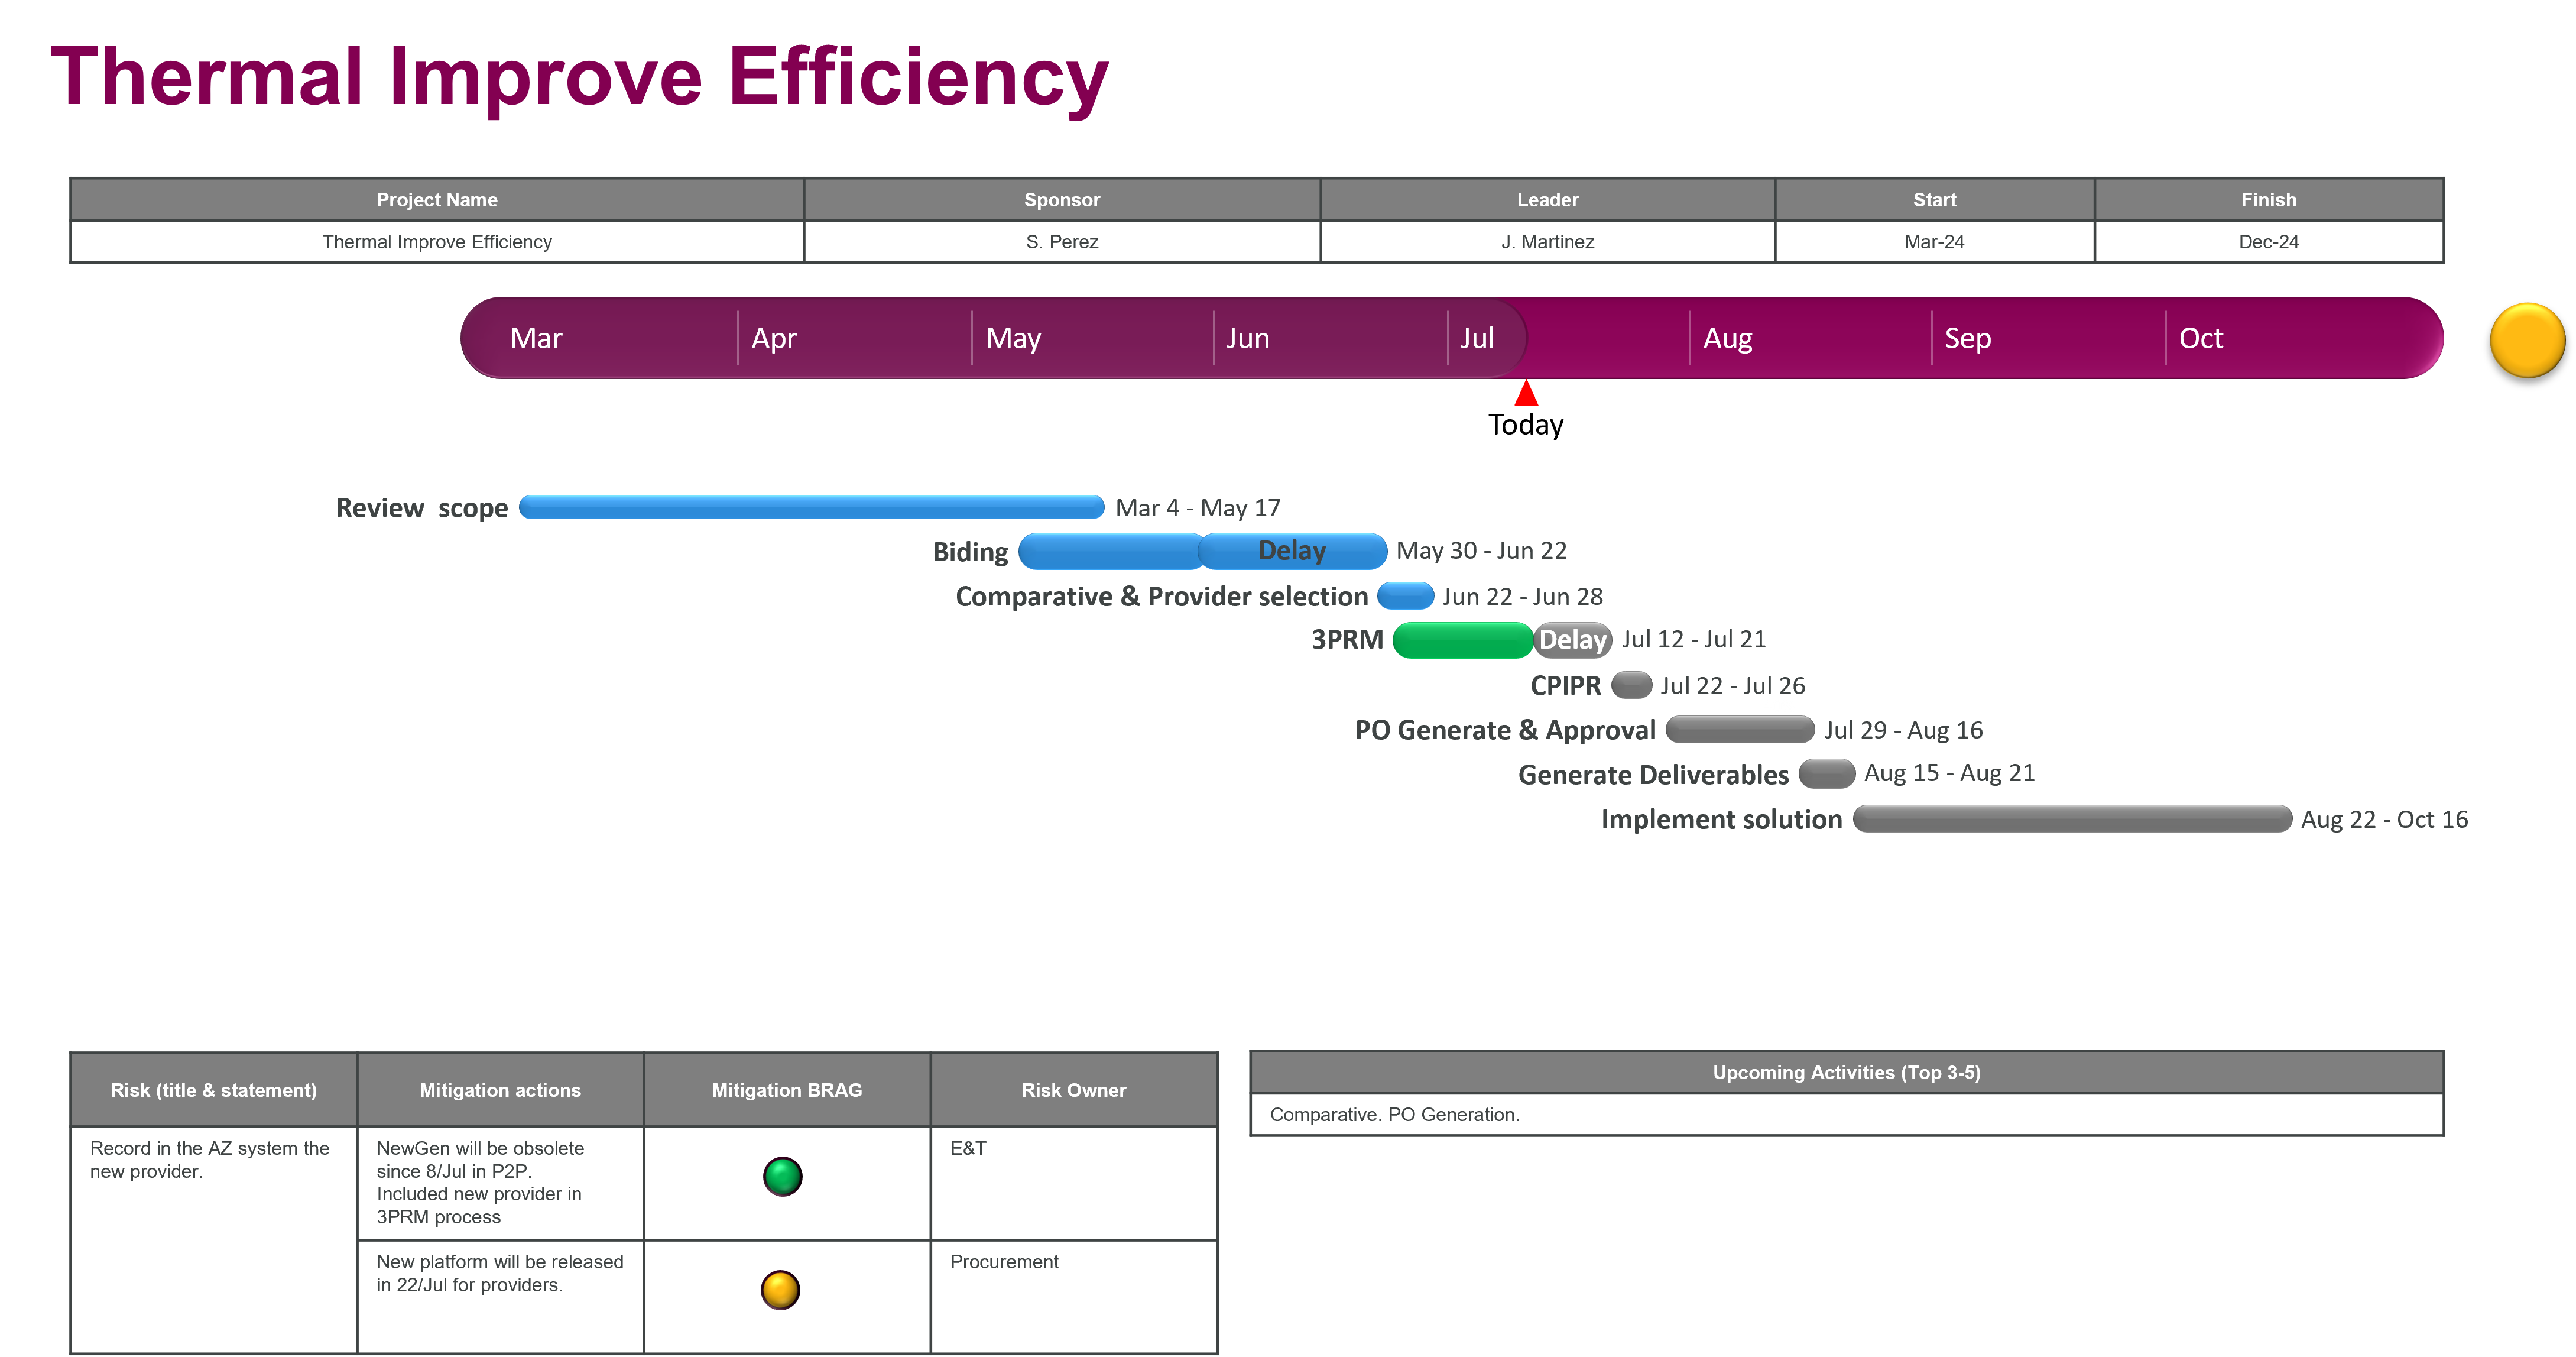 Thermal Improve Efficiency
Project Name Sponsor Leader Start Finish
Thermal Improve Efficiency S. Perez J. Martinez Mar-24 Dec-24
Mar Apr May Jun Jul Aug Sep Oct
Today
Review  scope Mar 4 - May 17
Biding Delay May 30 - Jun 22
Comparative & Provider selection Jun 22 - Jun 28
3PRM Delay Jul 12 - Jul 21
CPIPR Jul 22 - Jul 26
PO Generate & Approval Jul 29 - Aug 16
Generate Deliverables Aug 15 - Aug 21
Implement solution Aug 22 - Oct 16
Risk (title & statement) Mitigation actions Mitigation BRAG Risk Owner
Record in the AZ system the
new provider.
NewGen will be obsolete
since 8/Jul in P2P.
Included new provider in
3PRM process
E&T
New platform will be released
in 22/Jul for providers.
Procurement
Upcoming Activities (Top 3-5)
Comparative. PO Generation.